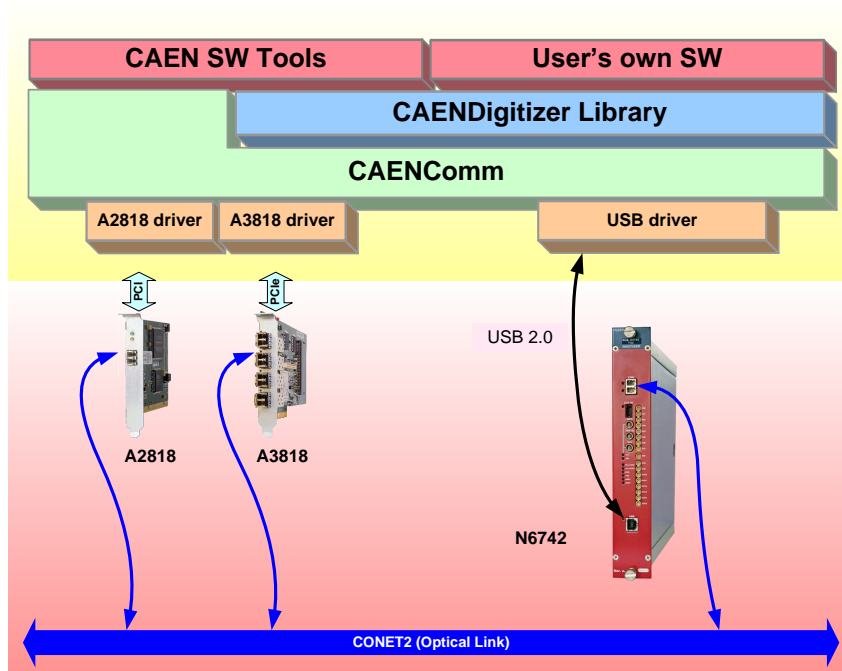 CAEN SW Tools
User's own SW
CAENDigitizer Library
CAENComm
A2818 driver
A3818 driver
USB driver
PCI
PCIe
USB 2.0
A2818
A3818
N6742
CONET2 (Optical Link)